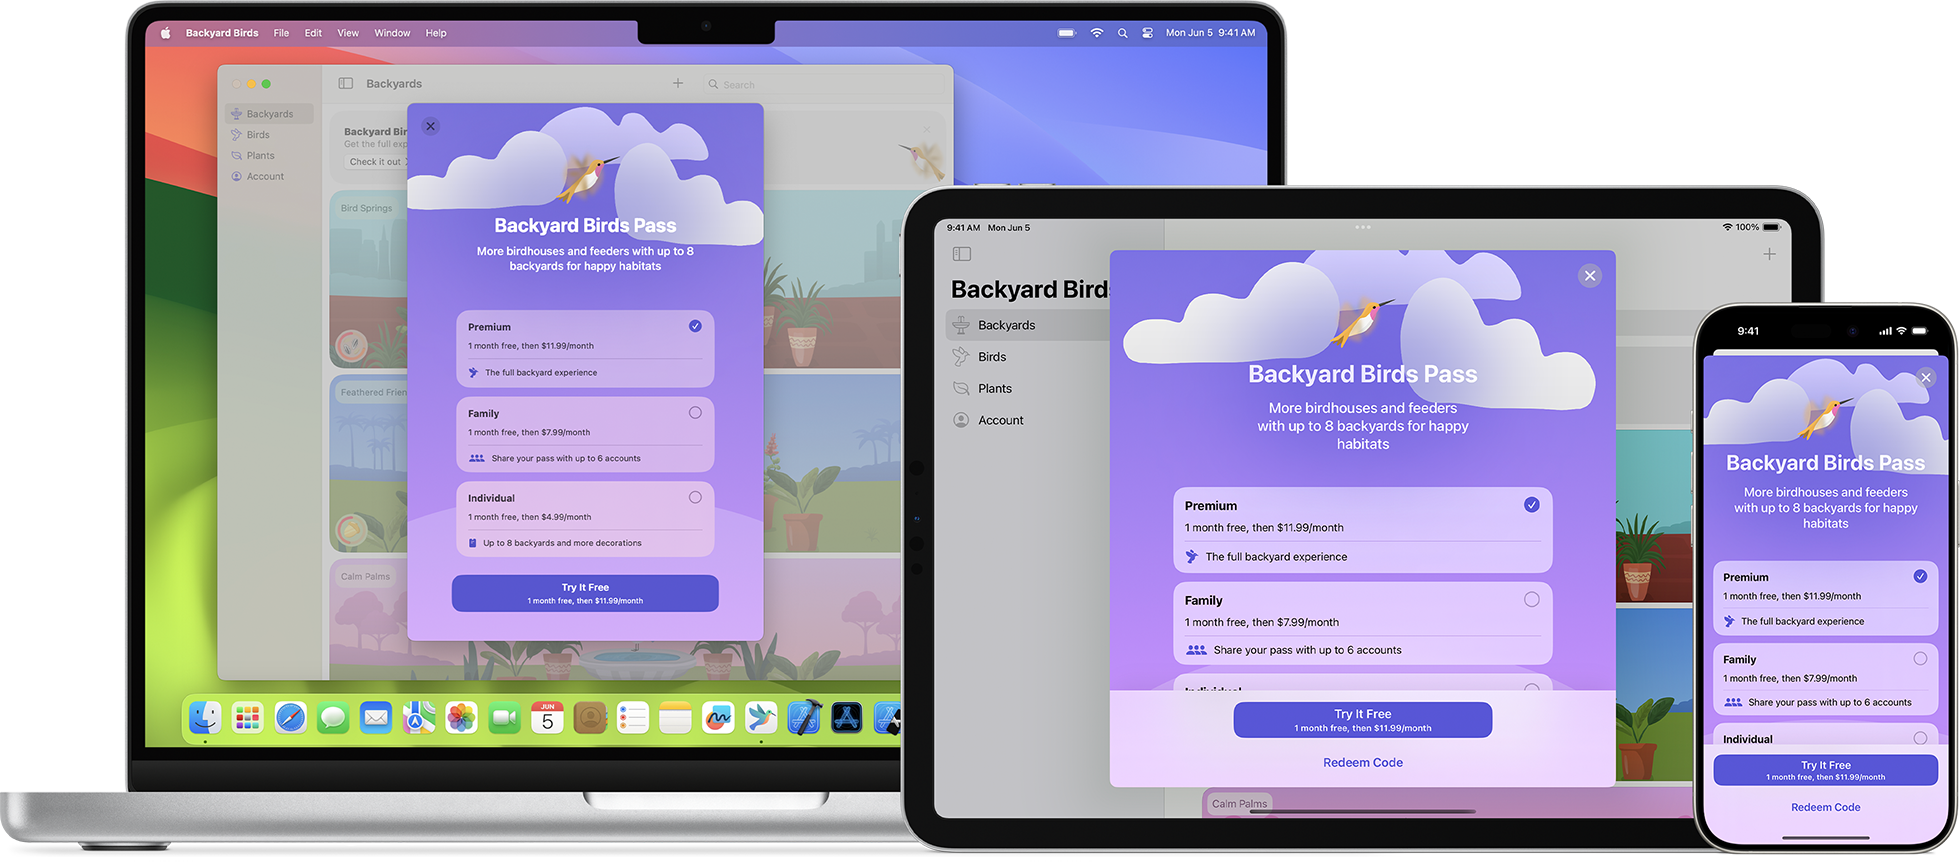 Backyard Birds File Edit View Window Help
Mon Jun 5 9:41 AM
Backyards
Search
Backyards
Birds
Plants
Account
Backyard Bir
Get the full exp
Check it out
Bird Springs
Feathered Frien
Calm Palms
Backyard Birds Pass
More birdhouses and feeders with up to 8
backyards for happy habitats
Premium
1 month free, then $11.99/month
The full backyard experience
Family
1 month free, then $7.99/month
Share your pass with up to 6 accounts
Individual
1 month free, then $4.99/month
Up to 8 backyards and more decorations
Try It Free
1 month free, then $11.99/month
JUN
5
9:41 AM Mon Jun 5
100%
Backyard Birds
Backyards
Birds
Plants
Account
Backyard Birds Pass
More birdhouses and feeders
with up to 8 backyards for happy
habitats
Premium
1 month free, then $11.99/month
The full backyard experience
Family
1 month free, then $7.99/month
Share your pass with up to 6 accounts
Individual
Try It Free
1 month free, then $11.99/month
Redeem Code
Calm Palms
9:41
Backyard Birds Pass
More birdhouses and feeders
with up to 8 backyards for happy
habitats
Premium
1 month free, then $11.99/month
The full backyard experience
Family
1 month free, then $7.99/month
Share your pass with up to 6 accounts
Individual
Try It Free
1 month free, then $11.99/month
Redeem Code